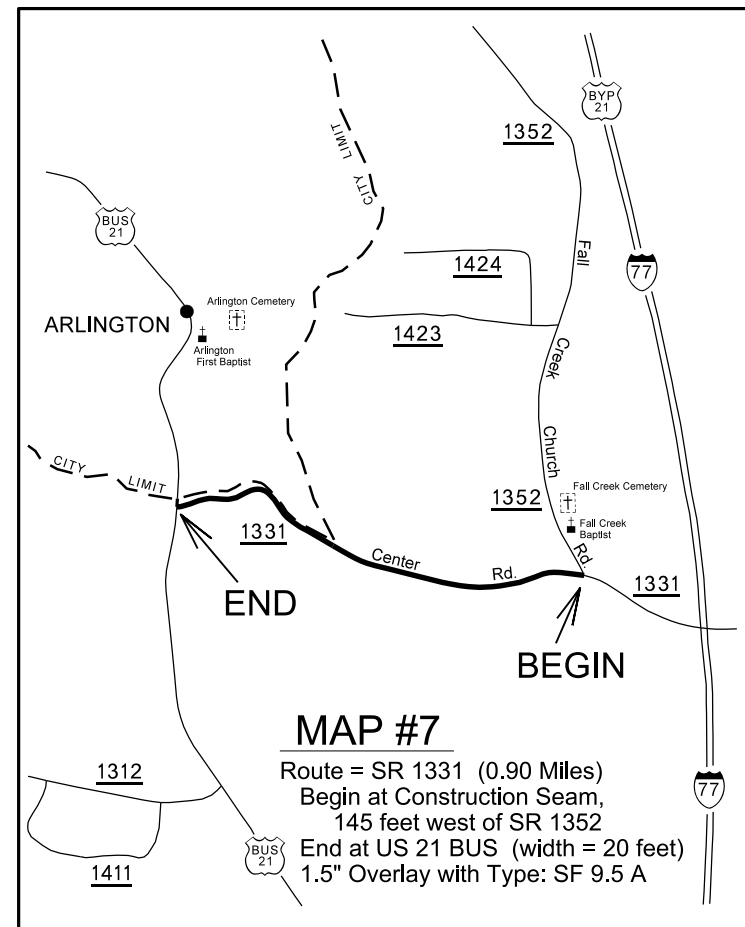 BYP
21
1352
CITY LIMIT
BUS
21
Fall
1424
77
Arlington Cemetery
ARLINGTON
Arlington
First Baptist
1423
Creek
Church
CITY LIMIT
1352
Fall Creek Cemetery
Fall Creek
Baptist
1331
Center Rd.
Rd.
1331
END
BEGIN
MAP #7
Route = SR 1331 (0.90 Miles)
Begin at Construction Seam,
145 feet west of SR 1352
End at US 21 BUS (width = 20 feet)
1.5" Overlay with Type: SF 9.5 A
1312
77
BUS
21
1411